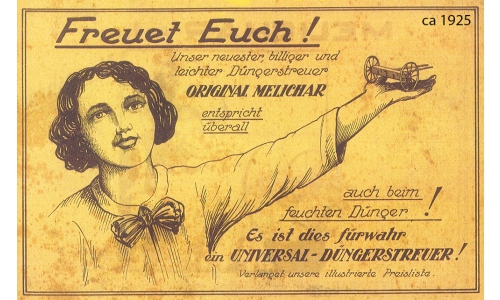 Freuet Euch!
ca 1925
Unser neuester, billiger und
leichter Düngerstreuer
ORIGINAL MELICHAR
entspricht
überall
auch beim
feuchten Dünger!
Es ist dies fürwahr
ein UNIVERSAL-DÜNGERSTREUER!
Verlanget unsere illustrierte Preisliste.